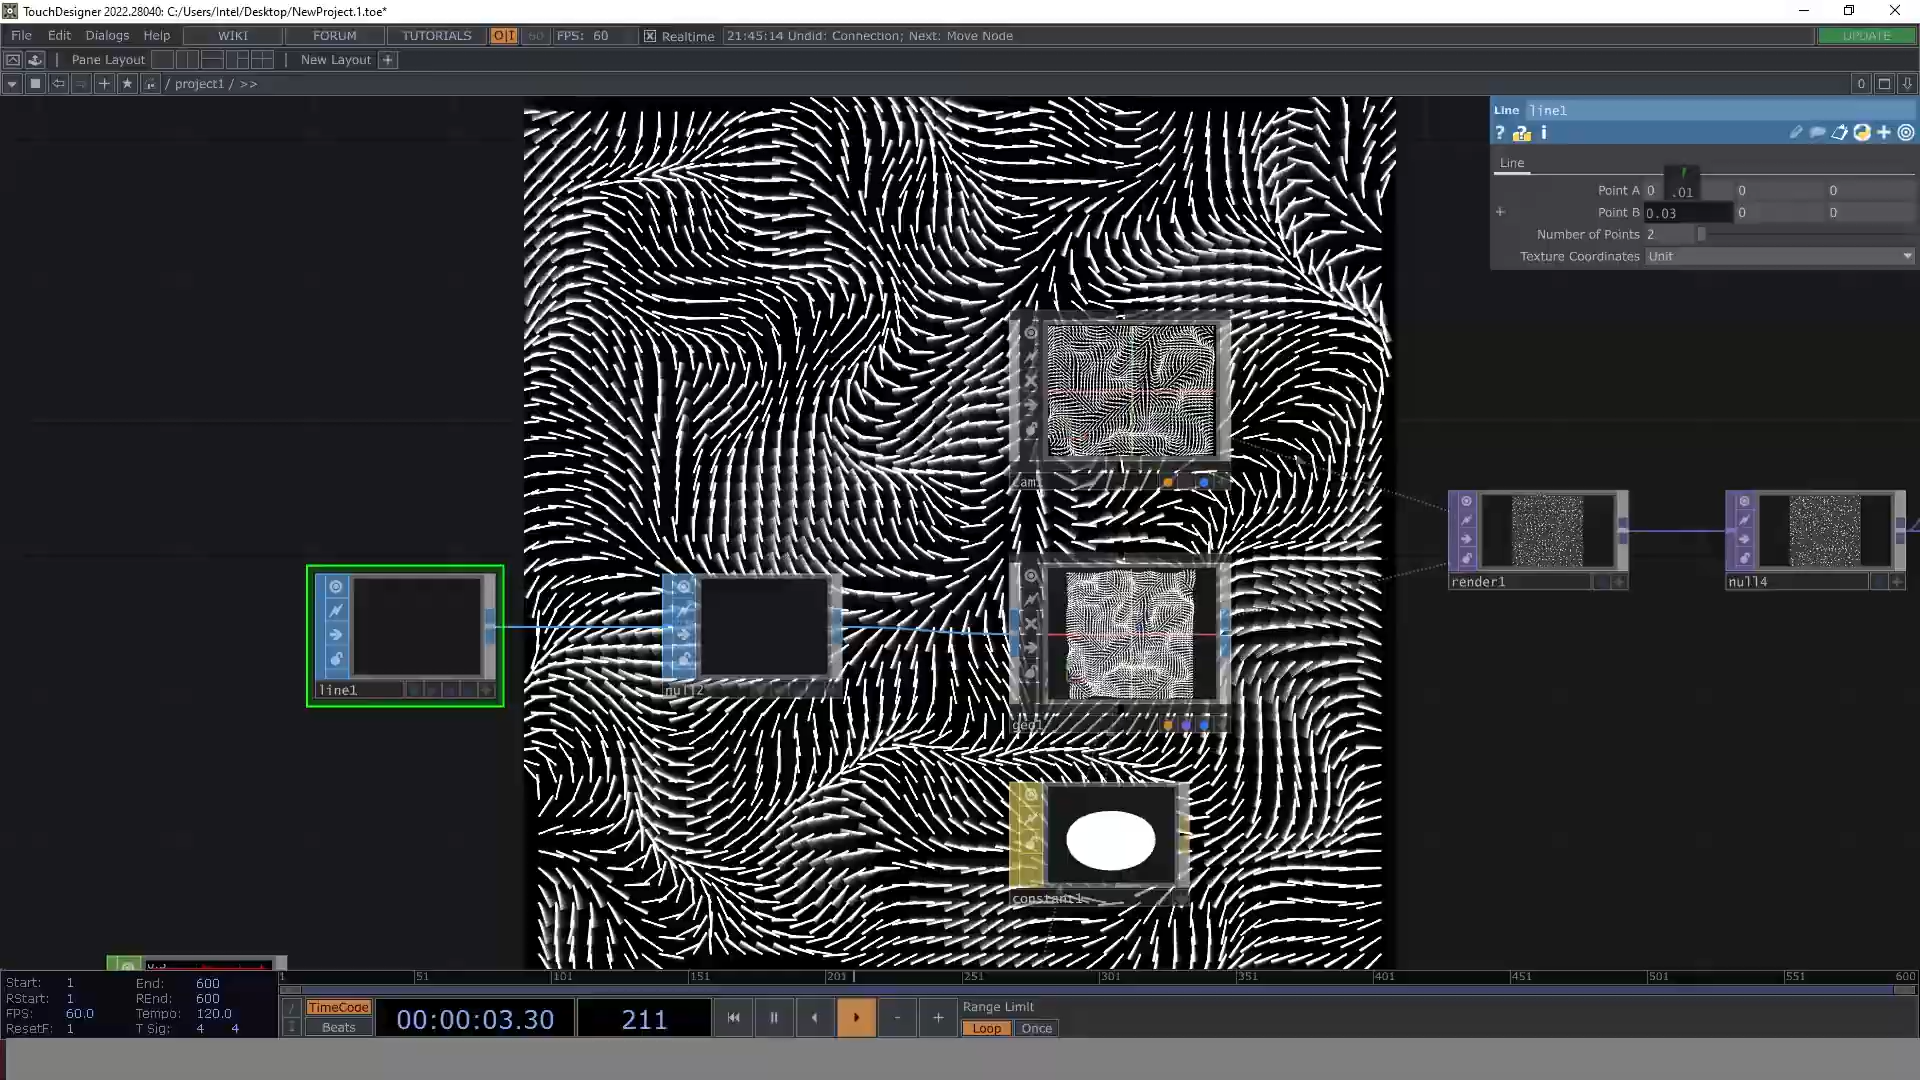 TouchDesigner 2022.28040: C:/Users/Intel/Desktop/NewProject.1.toe*
File Edit Dialogs Help WIKI FORUM TUTORIALS O|I 60 FPS: 60 Realtime 21:45:14 Undid: Connection; Next: Move Node UPDATE
Pane Layout New Layout +
/ project1 / >> 0
Line line1
? i
Line
.01
Point A 0 0 0
Point B 0.03 0 0
Number of Points 2
Texture Coordinates Unit
cam1
render1
null4
line1
null2
geo1
constant1
1 51 101 151 201 251 301 351 401 451 501 551 600
Start: 1 End: 600
RStart: 1 REnd: 600
FPS: 60.0 Tempo: 120.0
ResetF: 1 T Sig: 4 4
TimeCode
Beats
00:00:03.30
211
- +
Range Limit
Loop Once